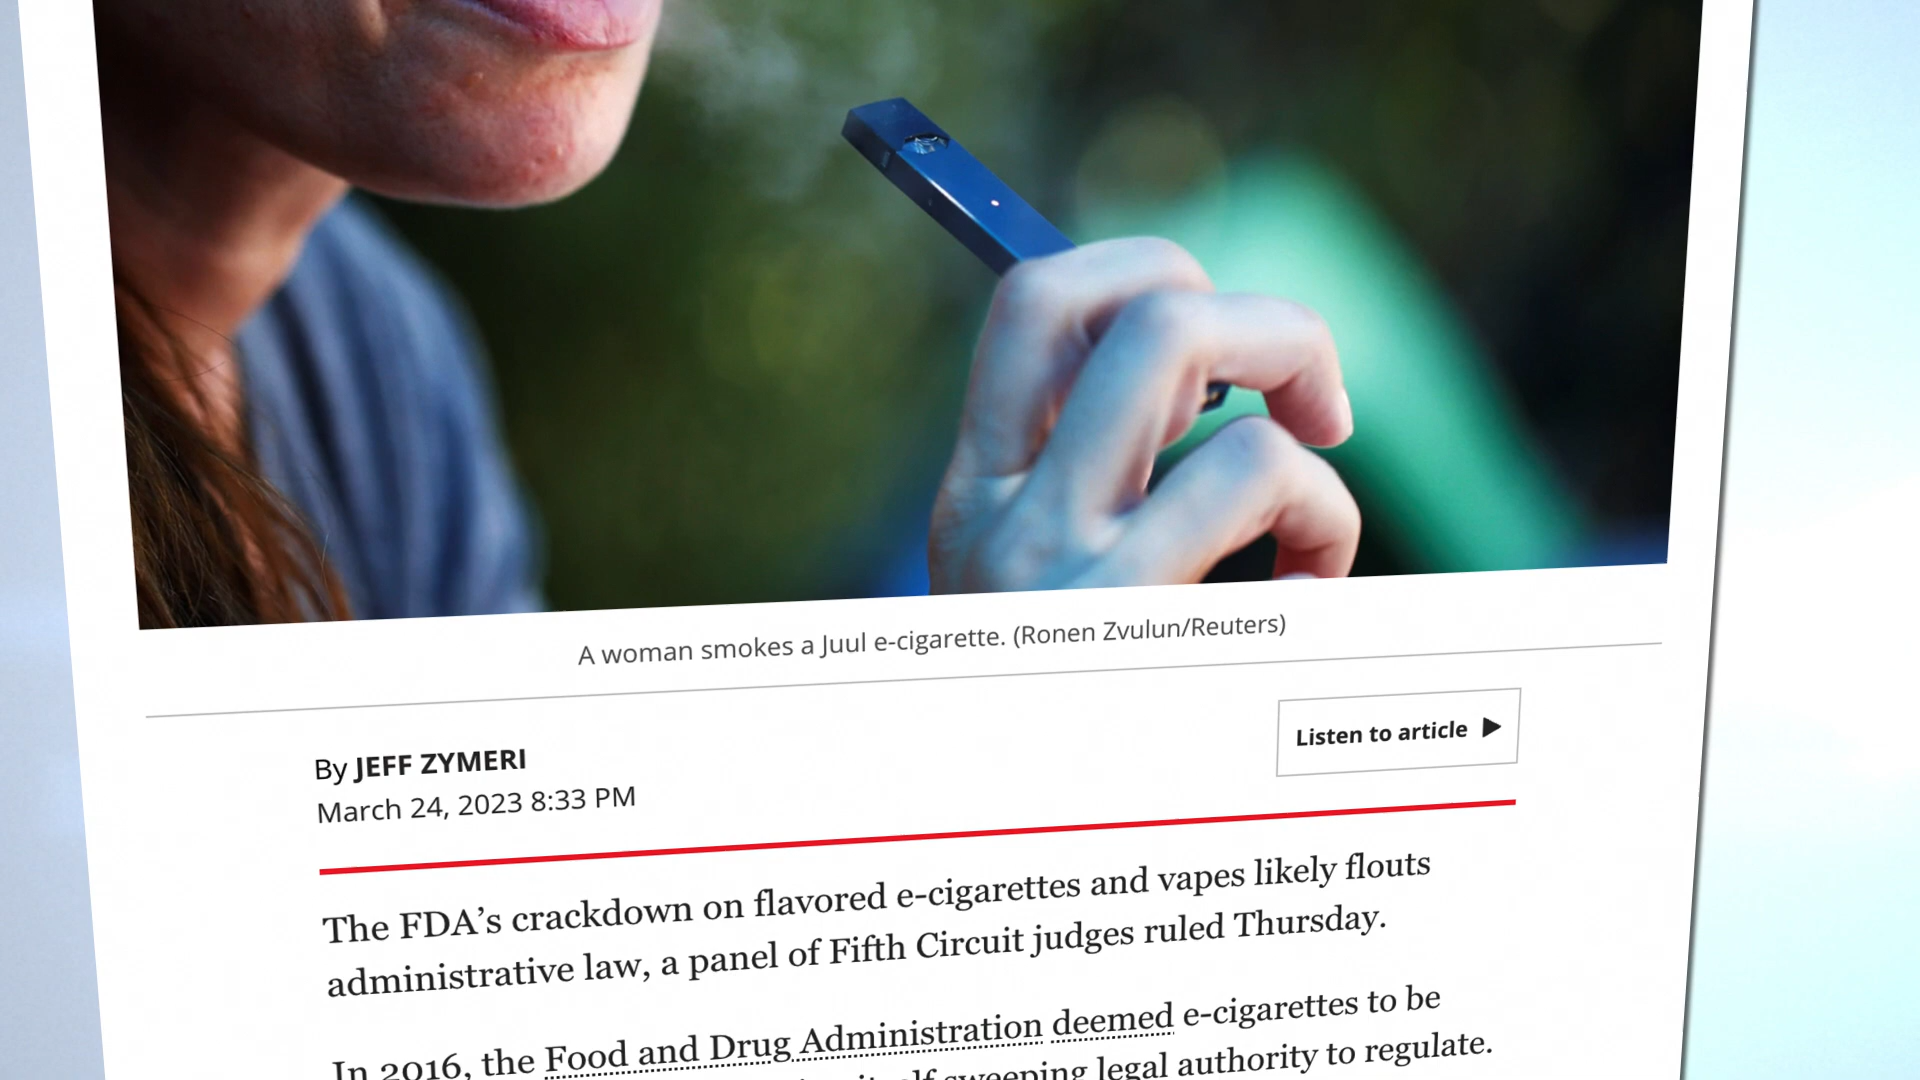 A woman smokes a Juul e-cigarette. (Ronen Zvulun/Reuters)
By JEFF ZYMERI
March 24, 2023 8:33 PM
Listen to article
The FDA's crackdown on flavored e-cigarettes and vapes likely flouts
administrative law, a panel of Fifth Circuit judges ruled Thursday.
In 2016, the Food and Drug Administration deemed e-cigarettes to be
sweeping legal authority to regulate.